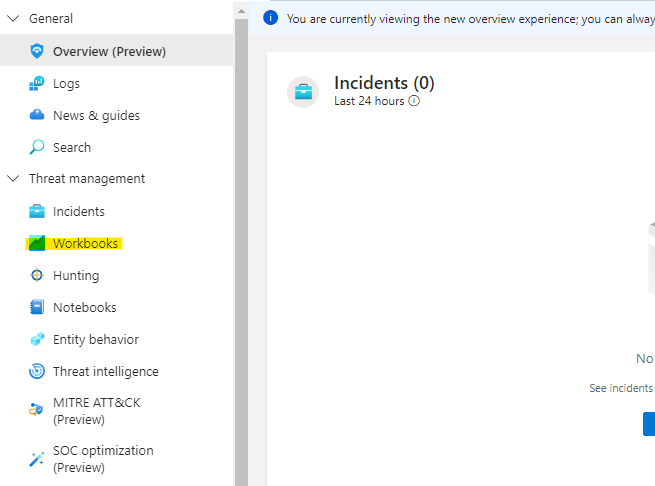 General
Overview (Preview)
Logs
News & guides
Search
Threat management
Incidents
Workbooks
Hunting
Notebooks
Entity behavior
Threat intelligence
MITRE ATT&CK
(Preview)
SOC optimization
(Preview)
You are currently viewing the new overview experience; you can alway
Incidents (0)
Last 24 hours
No
See incidents